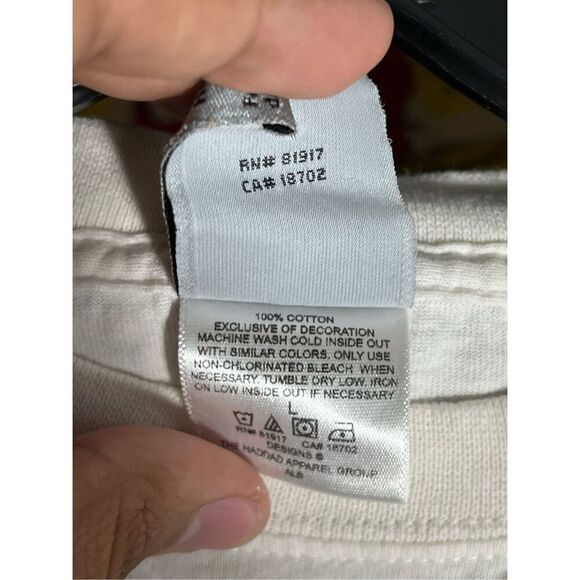 RN# 81917
CA# 18702
100% COTTON
EXCLUSIVE OF DECORATION
MACHINE WASH COLD INSIDE OUT
WITH SIMILAR COLORS. ONLY USE
NON-CHLORINATED BLEACH WHEN
NECESSARY. TUMBLE DRY LOW. IRON
ON LOW INSIDE OUT IF NECESSARY
L
RN# 81917 CA# 18702
DESIGNS ©
THE HADDAD APPAREL GROUP
ALS